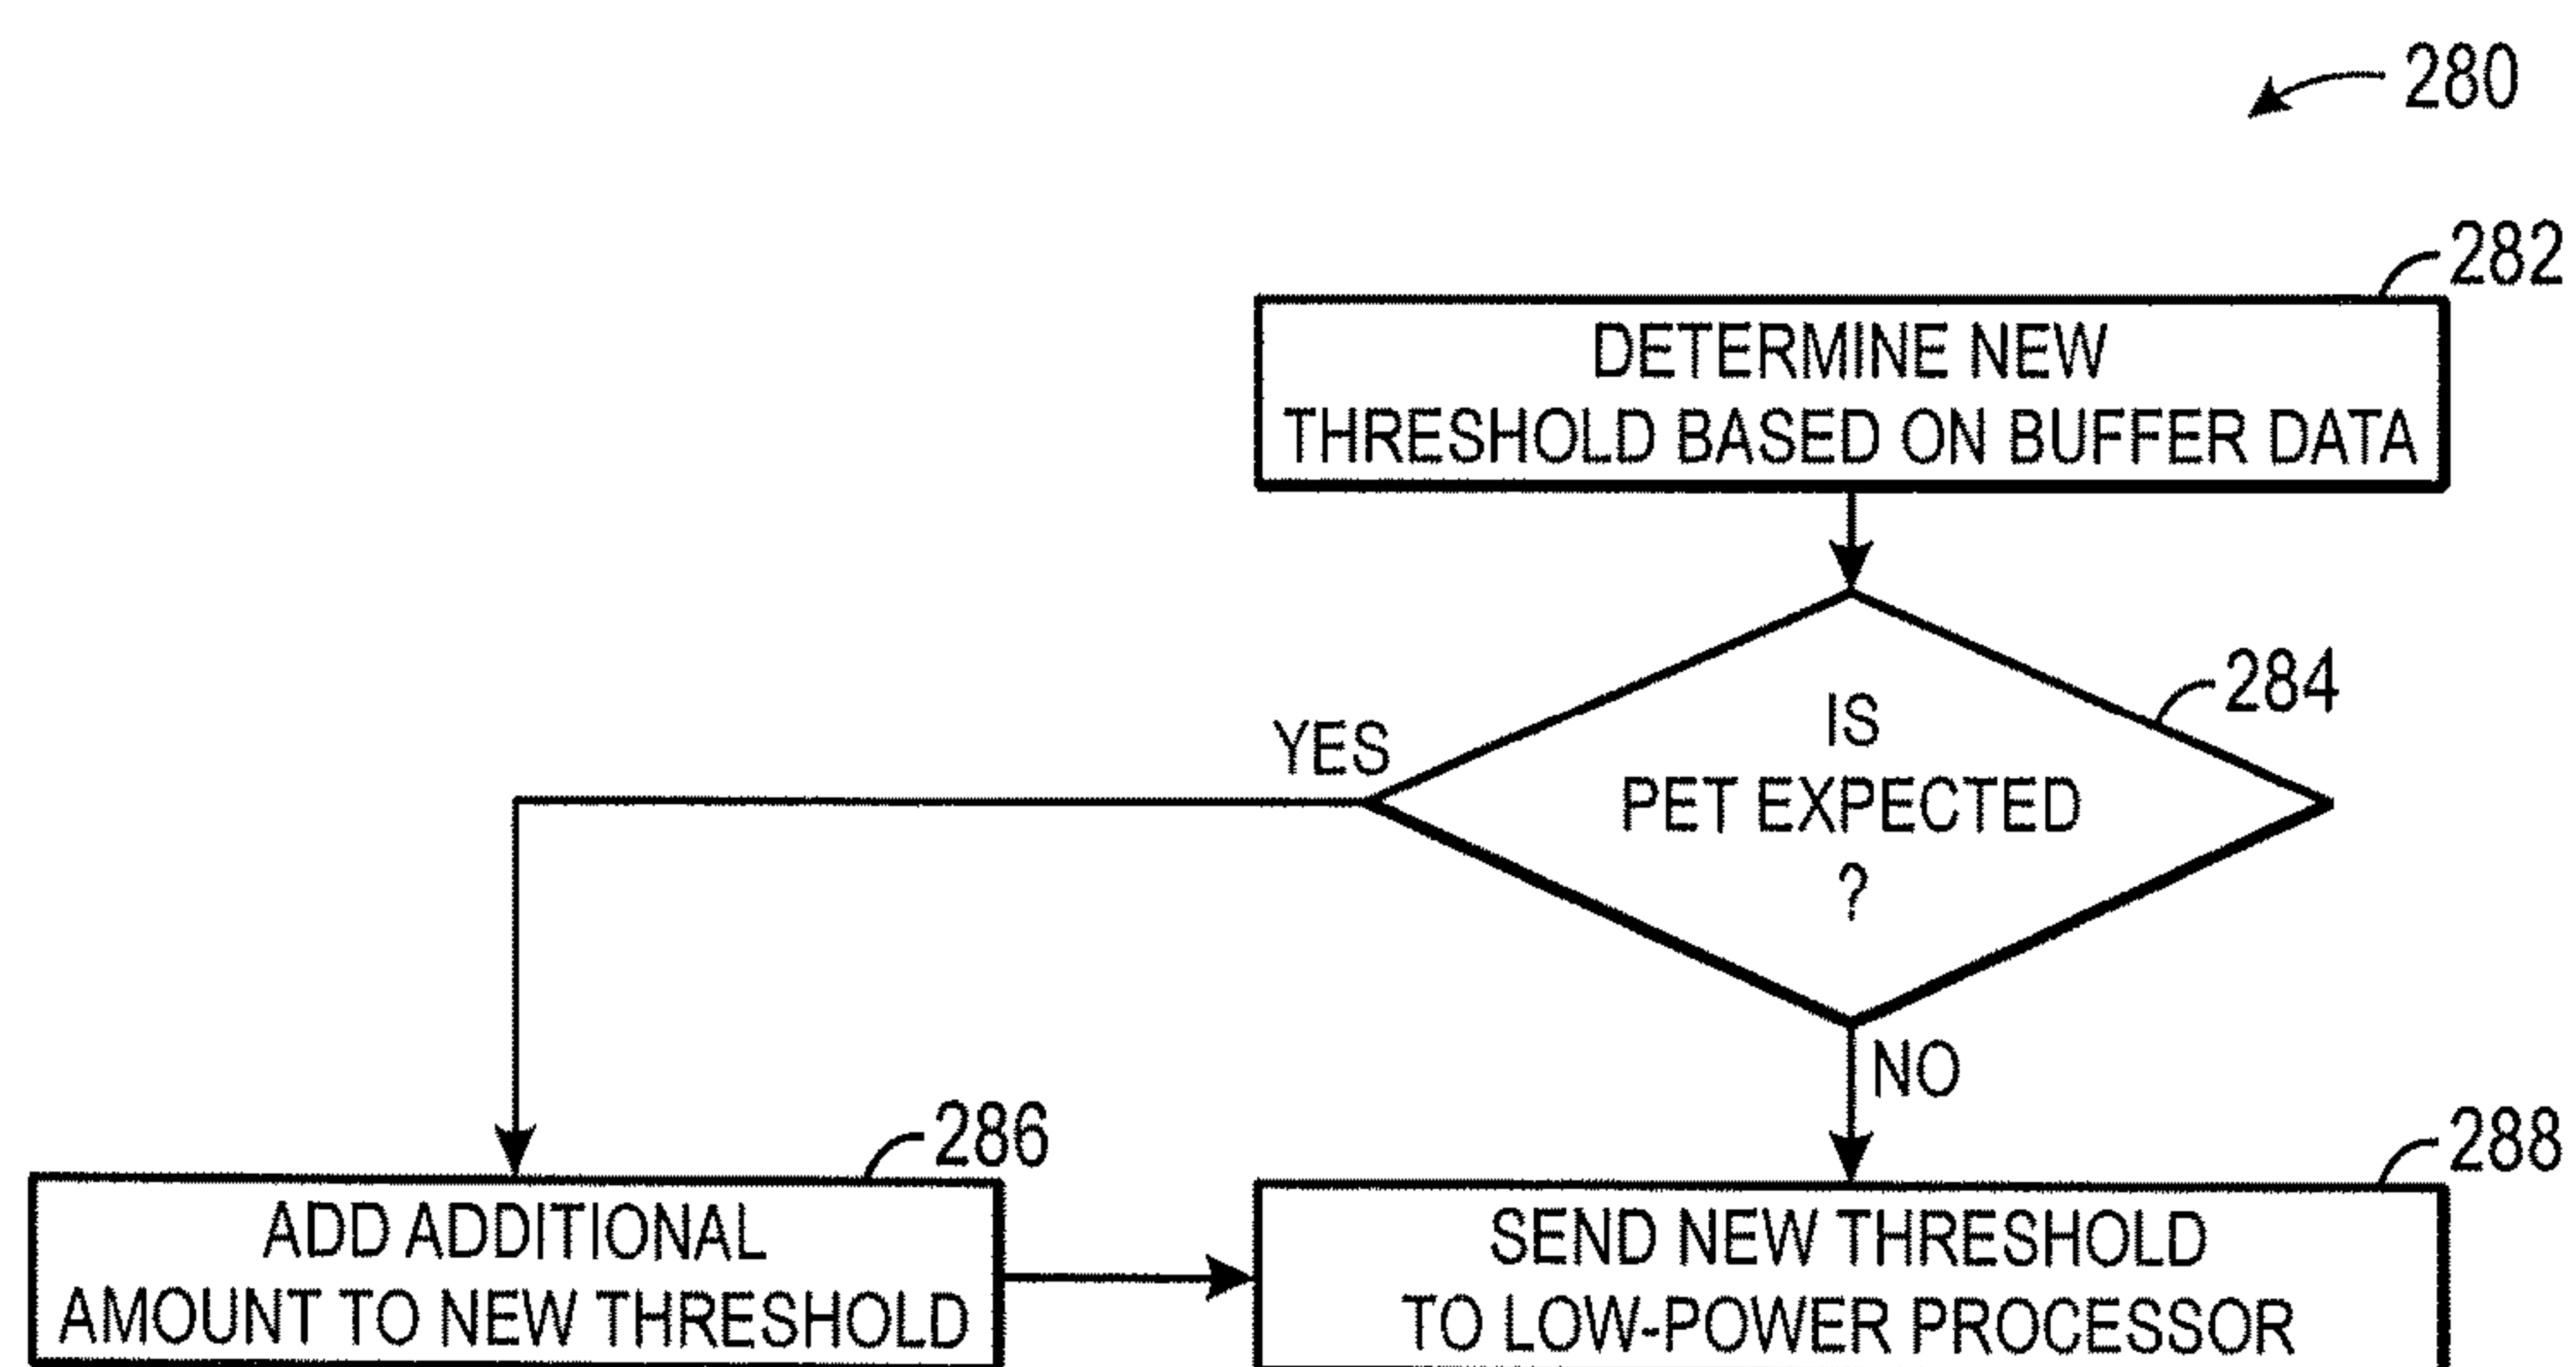 280
282
DETERMINE NEW
THRESHOLD BASED ON BUFFER DATA
284
IS
PET EXPECTED
?
YES
NO
286
ADD ADDITIONAL
AMOUNT TO NEW THRESHOLD
288
SEND NEW THRESHOLD
TO LOW-POWER PROCESSOR